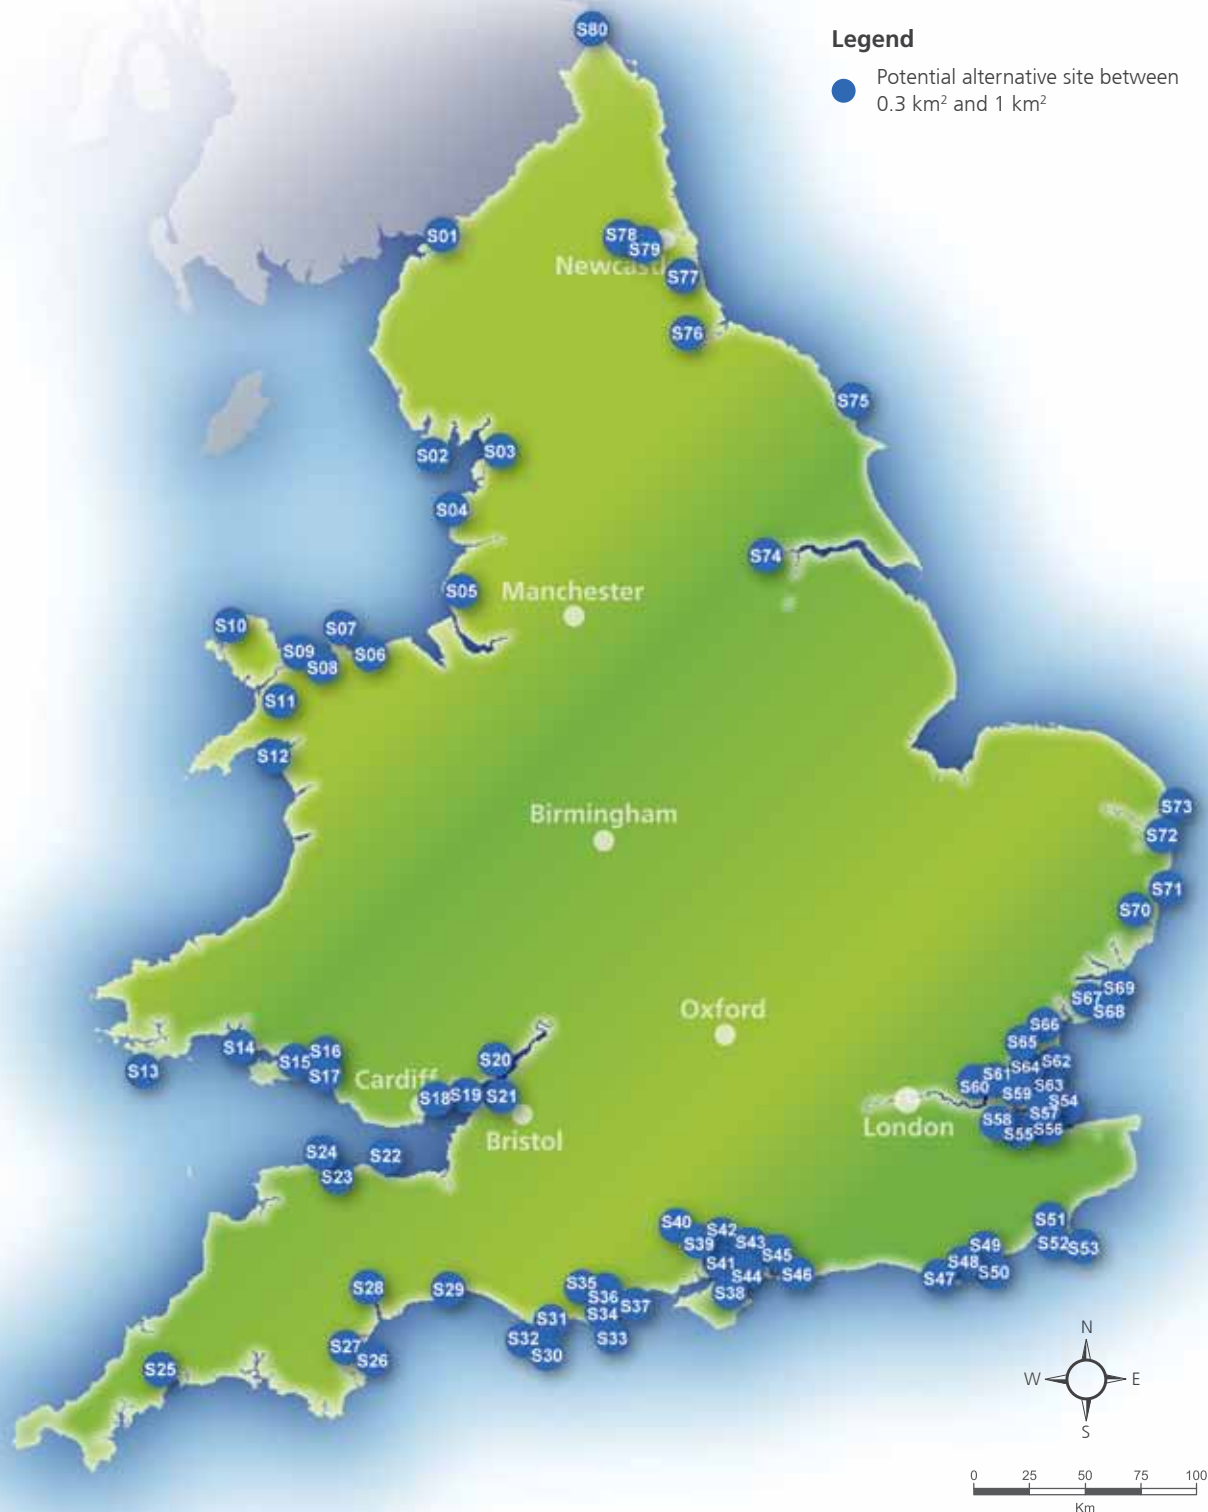 S80
Legend
Potential alternative site between
0.3 km² and 1 km²
S01
S78
S79
Newcastl
S77
S76
S75
S02
S03
S04
S74
S05
Manchester
S10
S07
S09
S06
S08
S11
S12
Birmingham
S73
S72
S71
S70
S69
S67
S68
Oxford
S66
S65
S14
S16
S15
S17
S13
S20
S62
S64
S61
S60
S63
S59
S54
Cardiff
S18
S19
S21
S57
S58
S56
S55
London
Bristol
S24
S22
S23
S40
S42
S39
S43
S45
S41
S44
S46
S38
S51
S52
S53
S49
S48
S50
S47
S28
S29
S35
S36
S37
S34
S31
S33
S32
S30
S27
S26
S25
N
W E
S
0 25 50 75 100
Km